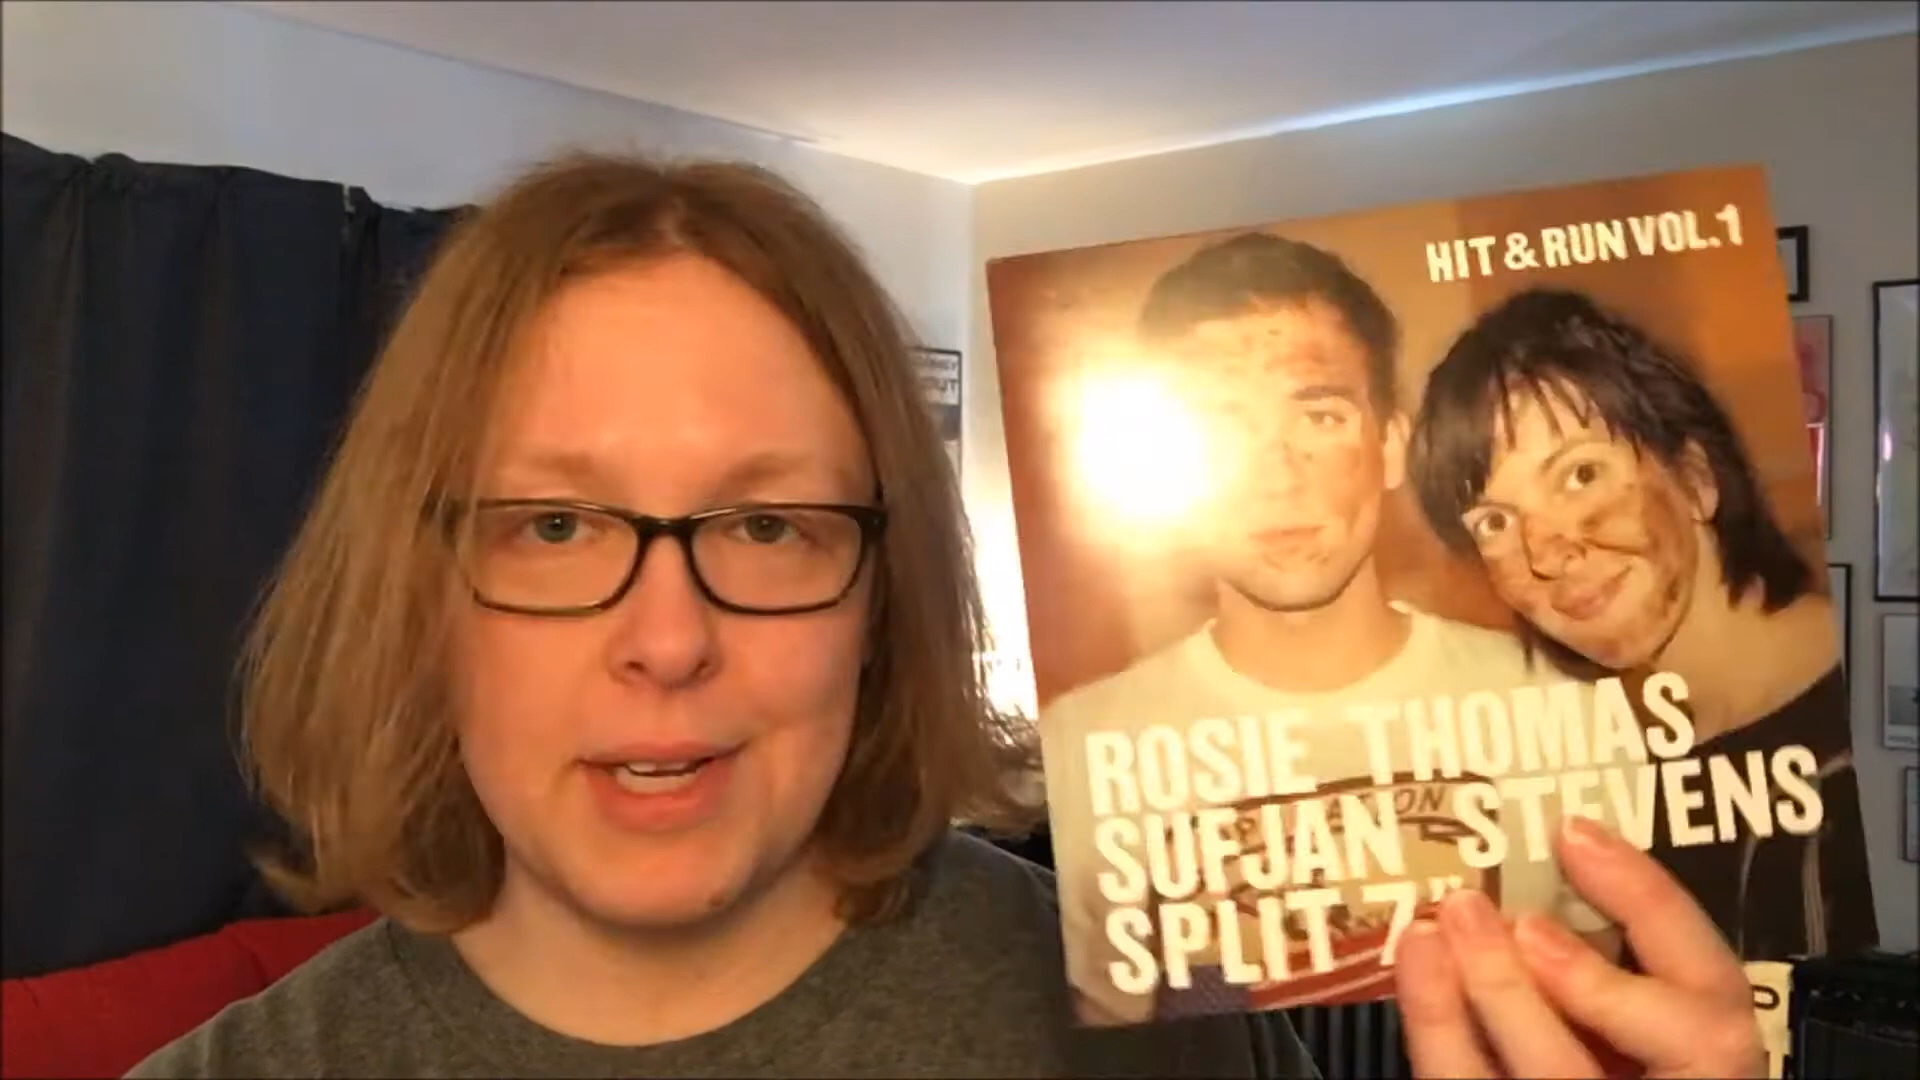 HIT & RUN VOL.1
ROSIE THOMAS
SUFJAN STEVENS
SPLIT 7"